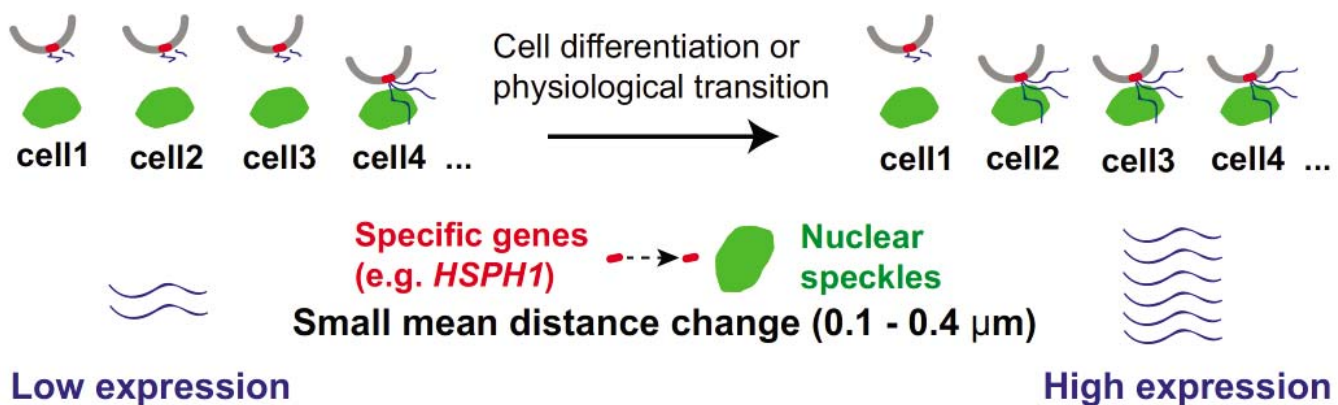 Cell differentiation or
physiological transition
cell1 cell2 cell3 cell4 ...
cell1 cell2 cell3 cell4 ...
Specific genes
(e.g. HSPH1)
Nuclear
speckles
Small mean distance change (0.1 - 0.4 μm)
Low expression
High expression